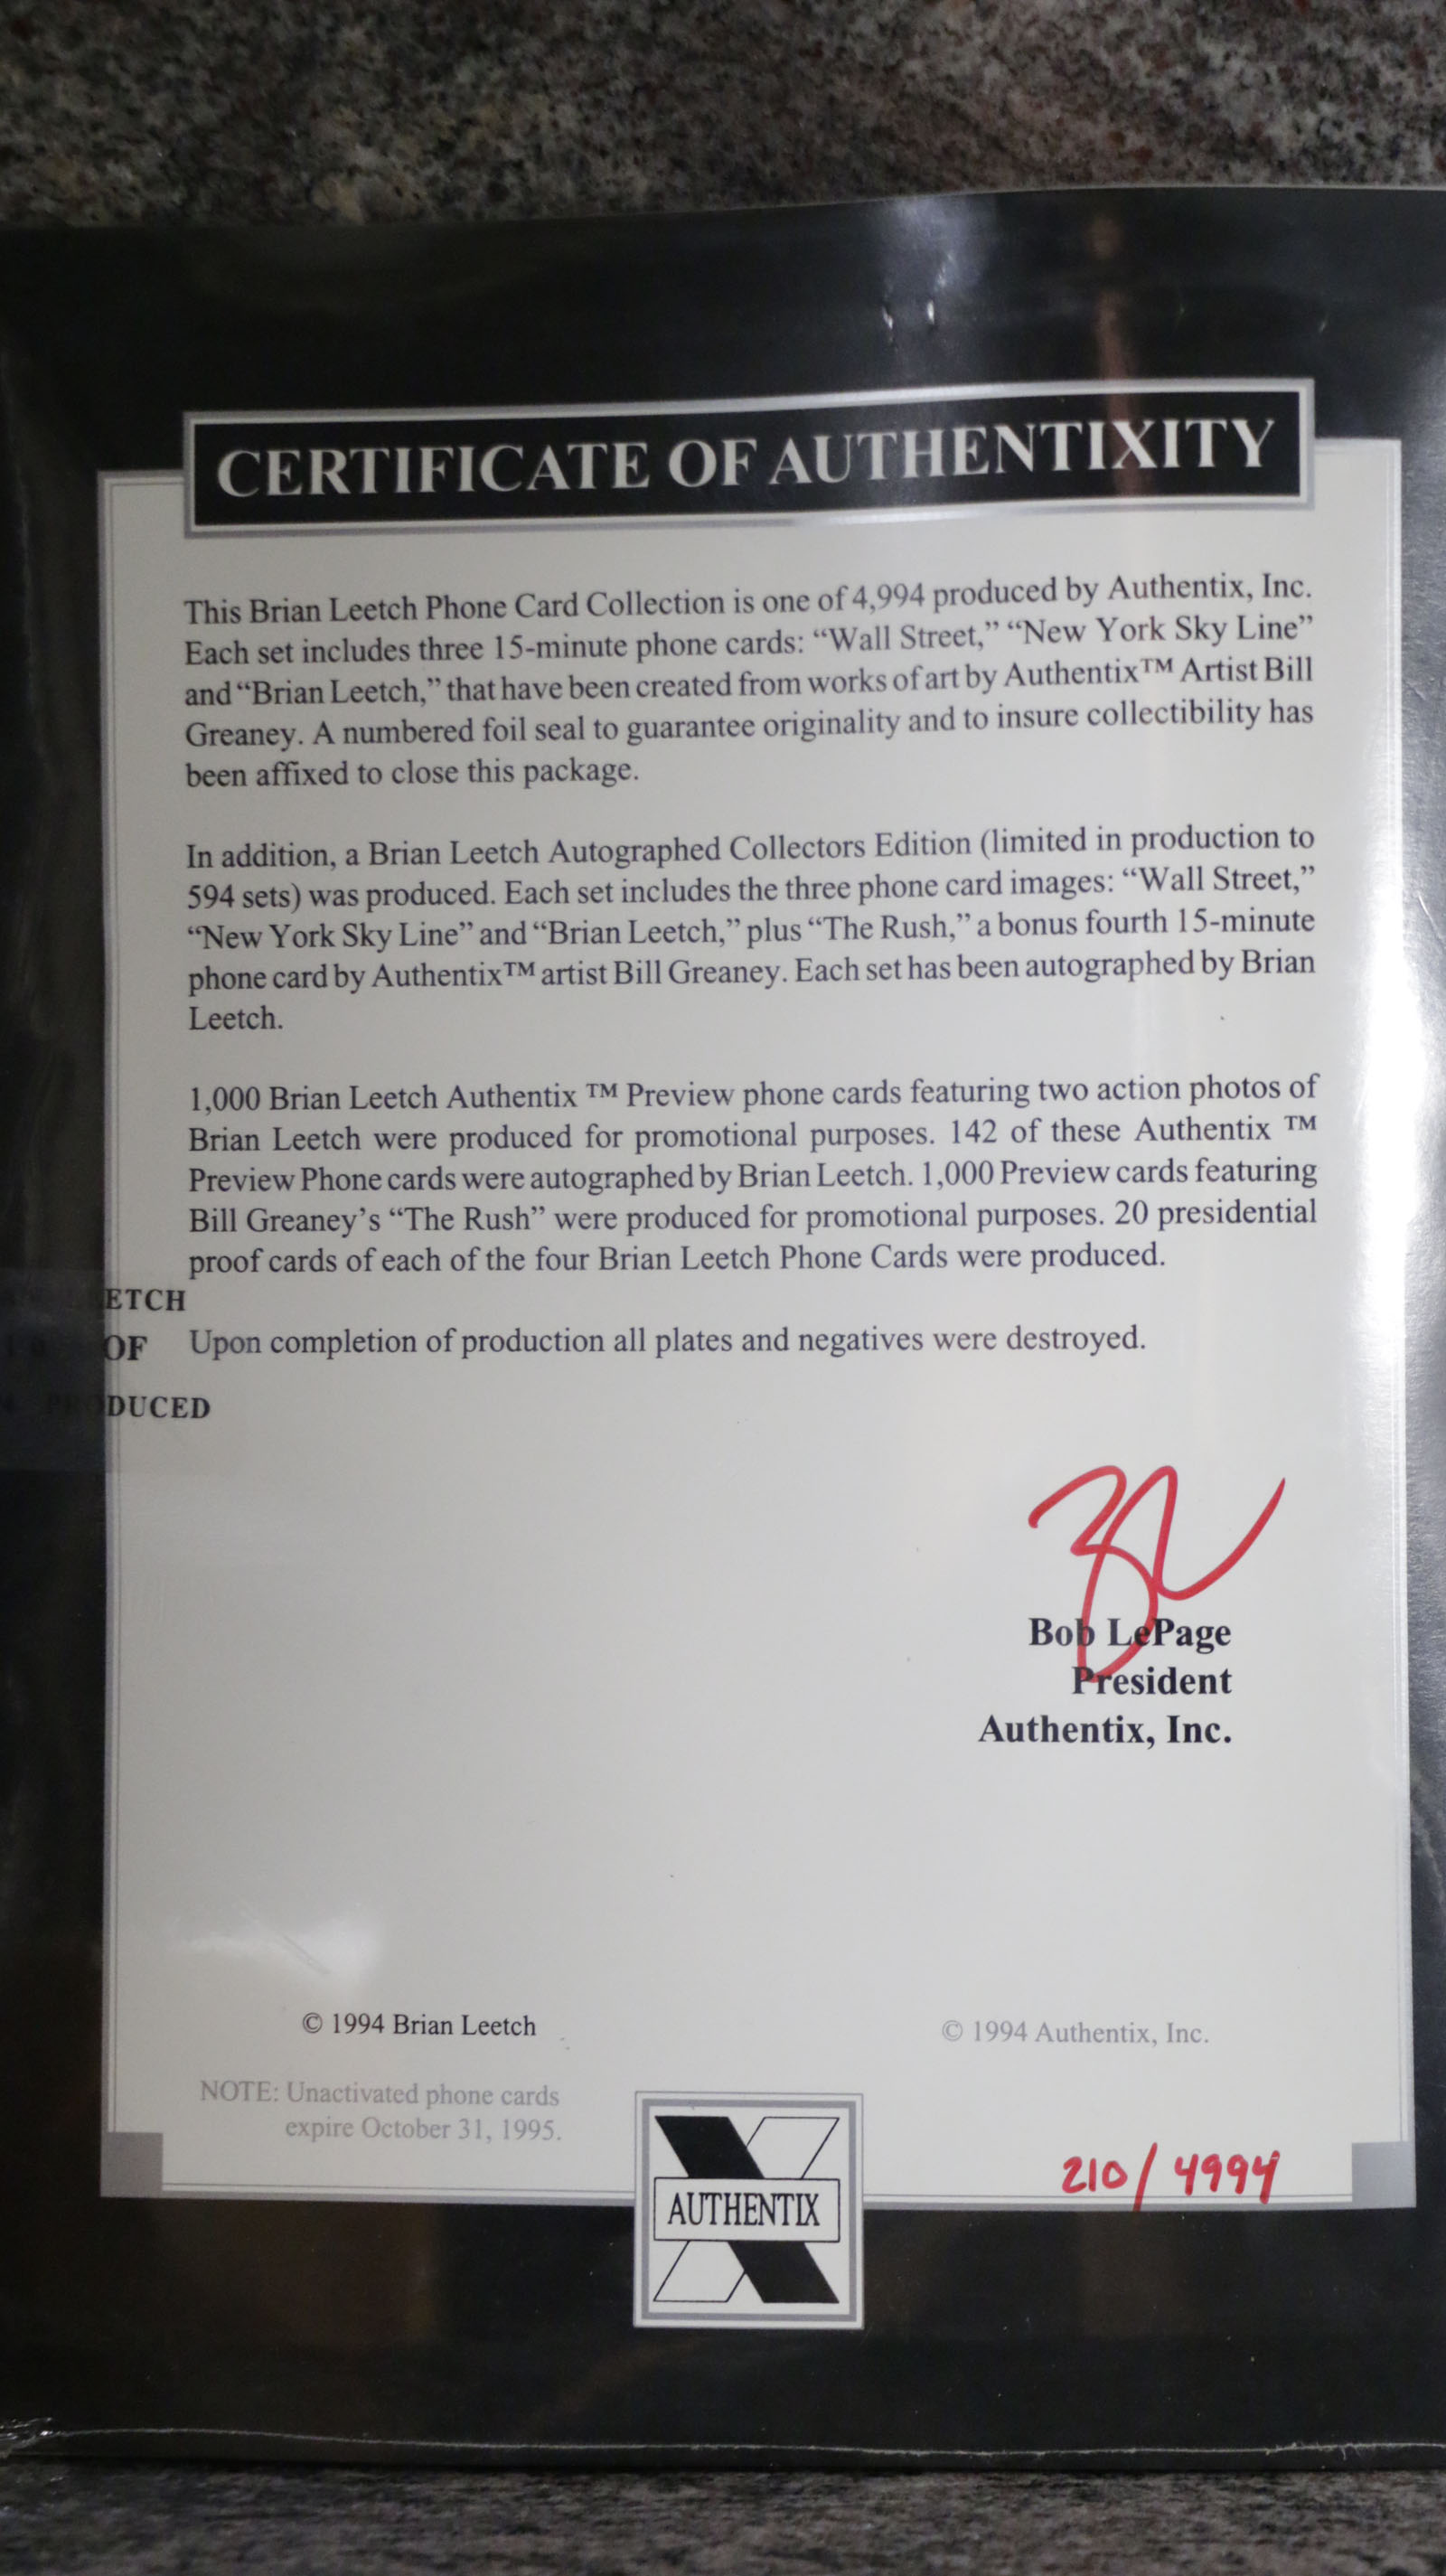 CERTIFICATE OF AUTHENTIXITY
This Brian Leetch Phone Card Collection is one of 4,994 produced by Authentix, Inc.
Each set includes three 15-minute phone cards: “Wall Street,” “New York Sky Line”
and “Brian Leetch,” that have been created from works of art by Authentix™ Artist Bill
Greaney. A numbered foil seal to guarantee originality and to insure collectibility has
been affixed to close this package.
In addition, a Brian Leetch Autographed Collectors Edition (limited in production to
594 sets) was produced. Each set includes the three phone card images: “Wall Street,”
“New York Sky Line” and “Brian Leetch,” plus “The Rush,” a bonus fourth 15-minute
phone card by Authentix™ artist Bill Greaney. Each set has been autographed by Brian
Leetch.
1,000 Brian Leetch Authentix ™ Preview phone cards featuring two action photos of
Brian Leetch were produced for promotional purposes. 142 of these Authentix ™
Preview Phone cards were autographed by Brian Leetch. 1,000 Preview cards featuring
Bill Greaney’s “The Rush” were produced for promotional purposes. 20 presidential
proof cards of each of the four Brian Leetch Phone Cards were produced.
ETCH
OF
Upon completion of production all plates and negatives were destroyed.
DUCED
Bob LePage
President
Authentix, Inc.
© 1994 Brian Leetch
© 1994 Authentix, Inc.
NOTE: Unactivated phone cards
expire October 31, 1995.
AUTHENTIX
210/4994